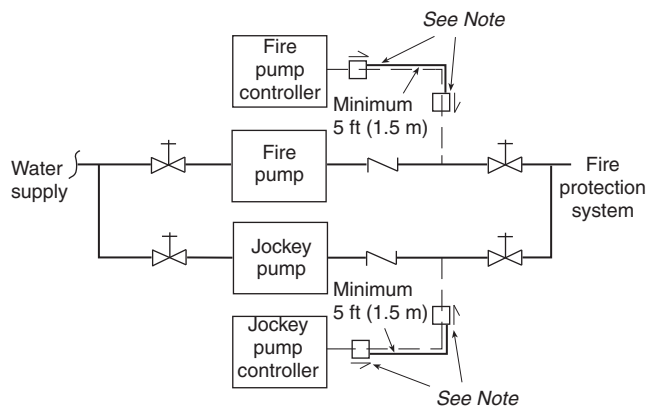 See Note
Fire
pump
controller
Minimum
5 ft (1.5 m)
Water
supply
Fire
pump
Fire
protection
system
Jockey
pump
Minimum
5 ft (1.5 m)
Jockey
pump
controller
See Note